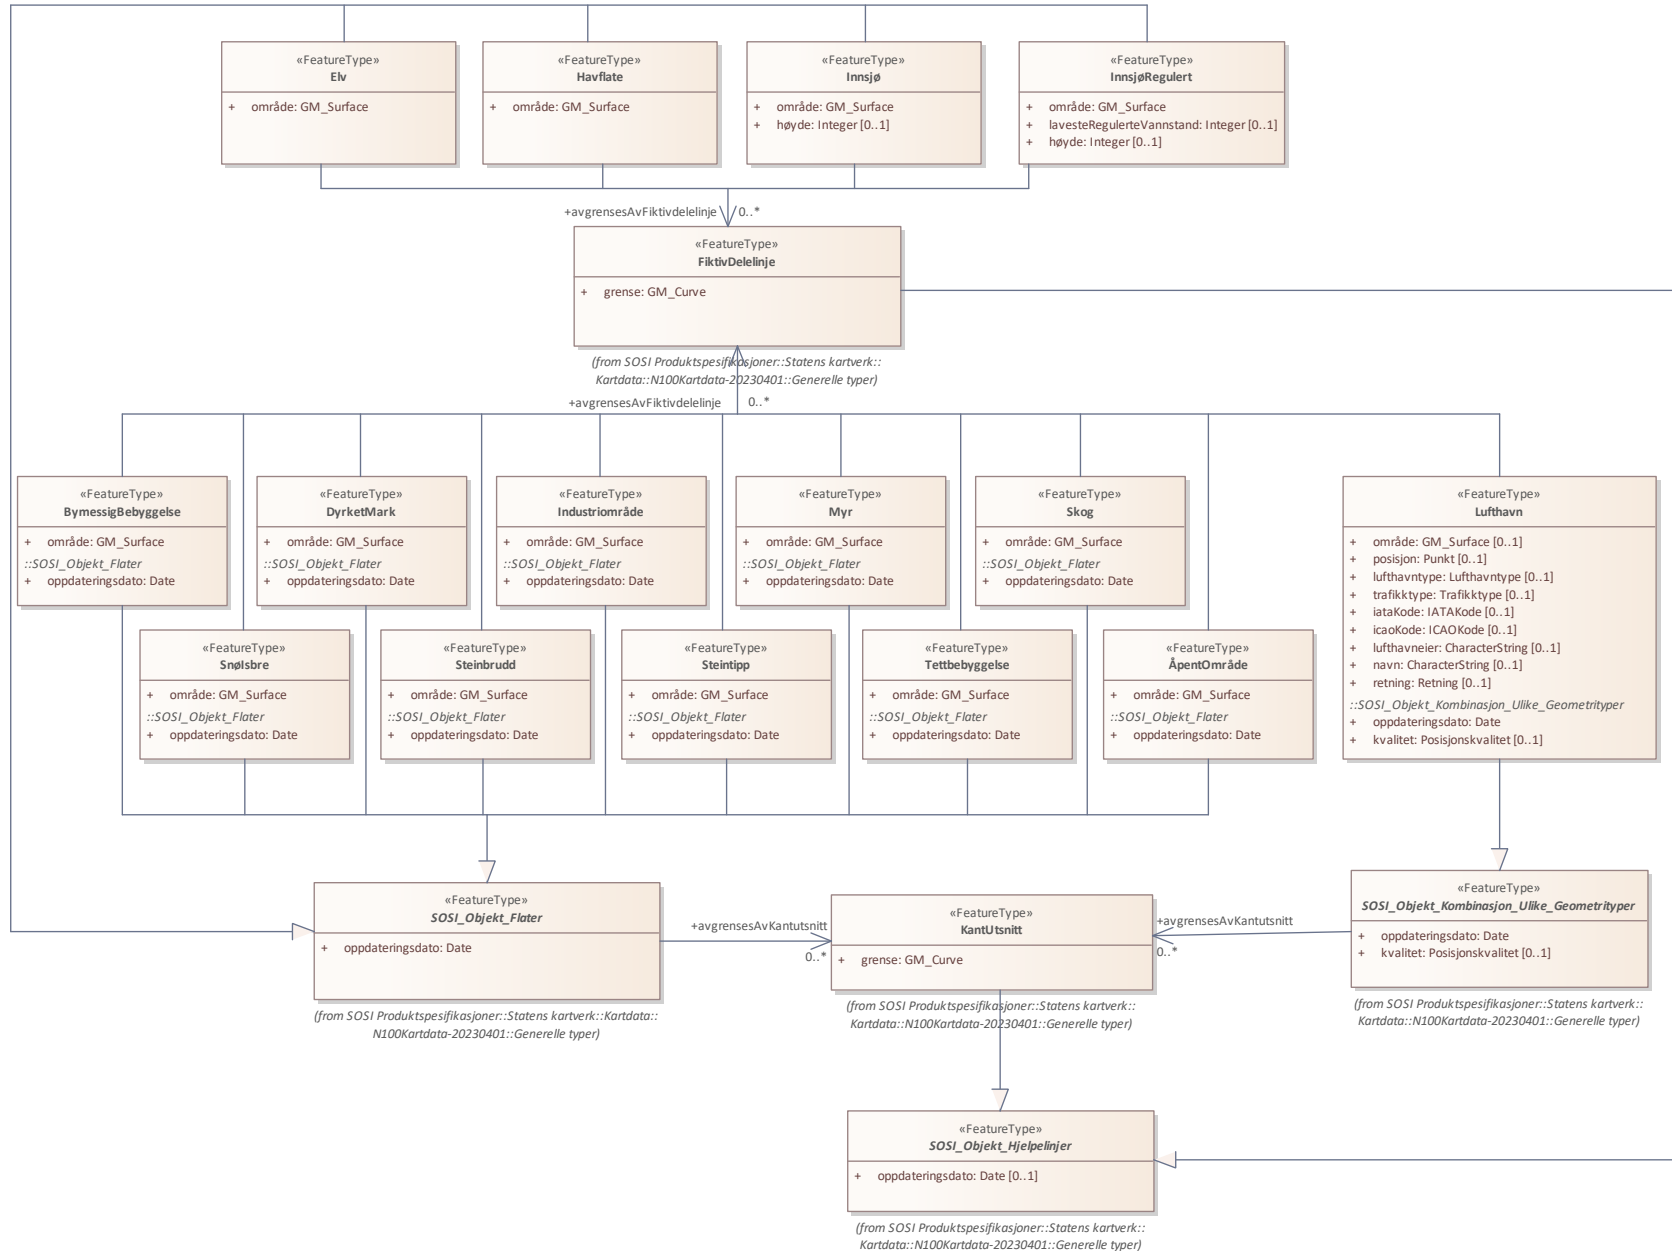 «FeatureType»
Elv
+ område: GM_Surface
«FeatureType»
Havflate
+ område: GM_Surface
«FeatureType»
Innsjø
+ område: GM_Surface
+ høyde: Integer [0..1]
«FeatureType»
InnsjøRegulert
+ område: GM_Surface
+ lavesteRegulerteVannstand: Integer [0..1]
+ høyde: Integer [0..1]
+avgrensesAvFiktivdelelinje 0..*
«FeatureType»
FiktivDelelinje
+ grense: GM_Curve
(from SOSI Produktspesifikasjoner::Statens kartverk::
Kartdata::N100Kartdata-20230401::Generelle typer)
+avgrensesAvFiktivdelelinje 0..*
«FeatureType»
BymessigBebyggelse
+ område: GM_Surface
::SOSI_Objekt_Flater
+ oppdateringsdato: Date
«FeatureType»
DyrketMark
+ område: GM_Surface
::SOSI_Objekt_Flater
+ oppdateringsdato: Date
«FeatureType»
Industriområde
+ område: GM_Surface
::SOSI_Objekt_Flater
+ oppdateringsdato: Date
«FeatureType»
Myr
+ område: GM_Surface
::SOSI_Objekt_Flater
+ oppdateringsdato: Date
«FeatureType»
Skog
+ område: GM_Surface
::SOSI_Objekt_Flater
+ oppdateringsdato: Date
«FeatureType»
Lufthavn
+ område: GM_Surface [0..1]
+ posisjon: Punkt [0..1]
+ lufthavntype: Lufthavntype [0..1]
+ trafikktype: Trafikktype [0..1]
+ iataKode: IATAKode [0..1]
+ icaoKode: ICAOKode [0..1]
+ lufthavneier: CharacterString [0..1]
+ navn: CharacterString [0..1]
+ retning: Retning [0..1]
::SOSI_Objekt_Kombinasjon_Ulike_Geometrityper
+ oppdateringsdato: Date
+ kvalitet: Posisjonskvalitet [0..1]
«FeatureType»
SnøIsbre
+ område: GM_Surface
::SOSI_Objekt_Flater
+ oppdateringsdato: Date
«FeatureType»
Steinbrudd
+ område: GM_Surface
::SOSI_Objekt_Flater
+ oppdateringsdato: Date
«FeatureType»
Steintipp
+ område: GM_Surface
::SOSI_Objekt_Flater
+ oppdateringsdato: Date
«FeatureType»
Tettbebyggelse
+ område: GM_Surface
::SOSI_Objekt_Flater
+ oppdateringsdato: Date
«FeatureType»
ÅpentOmråde
+ område: GM_Surface
::SOSI_Objekt_Flater
+ oppdateringsdato: Date
«FeatureType»
SOSI_Objekt_Flater
+ oppdateringsdato: Date
(from SOSI Produktspesifikasjoner::Statens kartverk::Kartdata::
N100Kartdata-20230401::Generelle typer)
+avgrensesAvKantutsnitt
0..*
«FeatureType»
KantUtsnitt
+ grense: GM_Curve
(from SOSI Produktspesifikasjoner::Statens kartverk::
Kartdata::N100Kartdata-20230401::Generelle typer)
+avgrensesAvKantutsnitt
0..*
«FeatureType»
SOSI_Objekt_Kombinasjon_Ulike_Geometrityper
+ oppdateringsdato: Date
+ kvalitet: Posisjonskvalitet [0..1]
(from SOSI Produktspesifikasjoner::Statens kartverk::
Kartdata::N100Kartdata-20230401::Generelle typer)
«FeatureType»
SOSI_Objekt_Hjelpelinjer
+ oppdateringsdato: Date [0..1]
(from SOSI Produktspesifikasjoner::Statens kartverk::
Kartdata::N100Kartdata-20230401::Generelle typer)